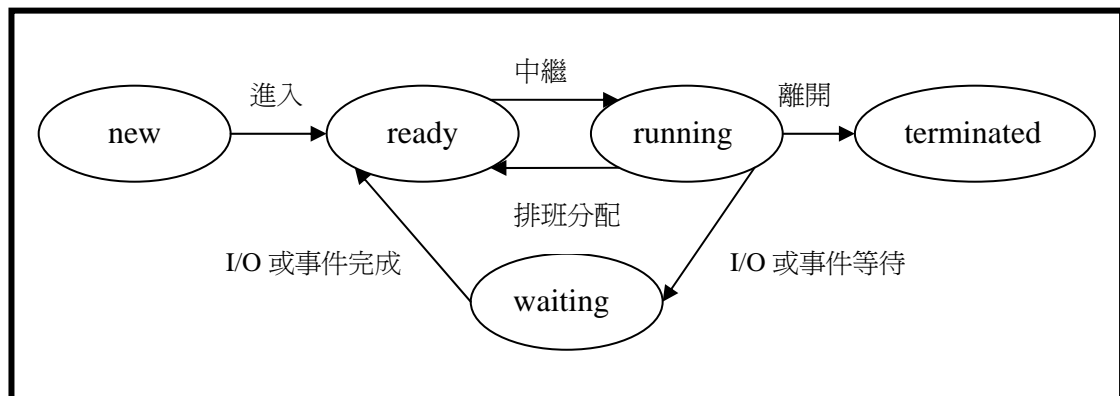 中繼
進入
離開
new
ready
running
terminated
排班分配
I/O 或事件完成
I/O 或事件等待
waiting